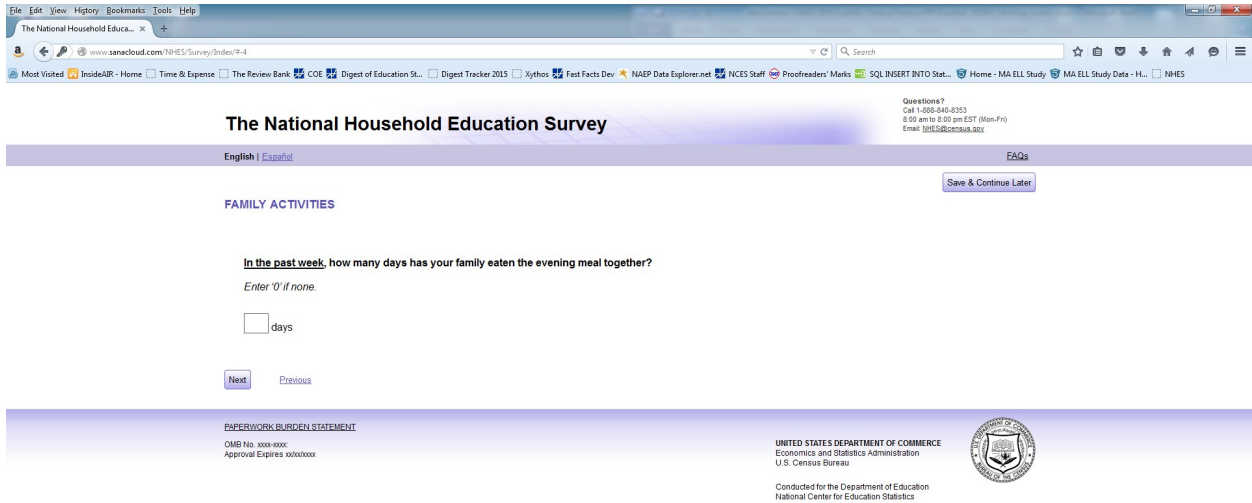 File Edit View History Bookmarks Tools Help
The National Household Educa... × +
www.sanacloud.com/NHES/Survey/Index/#-4
Search
Most Visited InsideAIR - Home Time & Expense The Review Bank COE Digest of Education St... Digest Tracker 2015 Xythos Fast Facts Dev NAEP Data Explorer.net NCES Staff Proofreaders' Marks SQL INSERT INTO Stat... Home - MA ELL Study MA ELL Study Data - H... NHES
The National Household Education Survey
Questions?
Call 1-888-840-8353
8:00 am to 8:00 pm EST (Mon-Fri)
Email: NHES@census.gov
English | Español
FAQs
Save & Continue Later
FAMILY ACTIVITIES
In the past week, how many days has your family eaten the evening meal together?
Enter '0' if none.
days
Next Previous
PAPERWORK BURDEN STATEMENT
OMB No. xxxx-xxxx:
Approval Expires xx/xx/xxxx
UNITED STATES DEPARTMENT OF COMMERCE
Economics and Statistics Administration
U.S. Census Bureau
Conducted for the Department of Education
National Center for Education Statistics